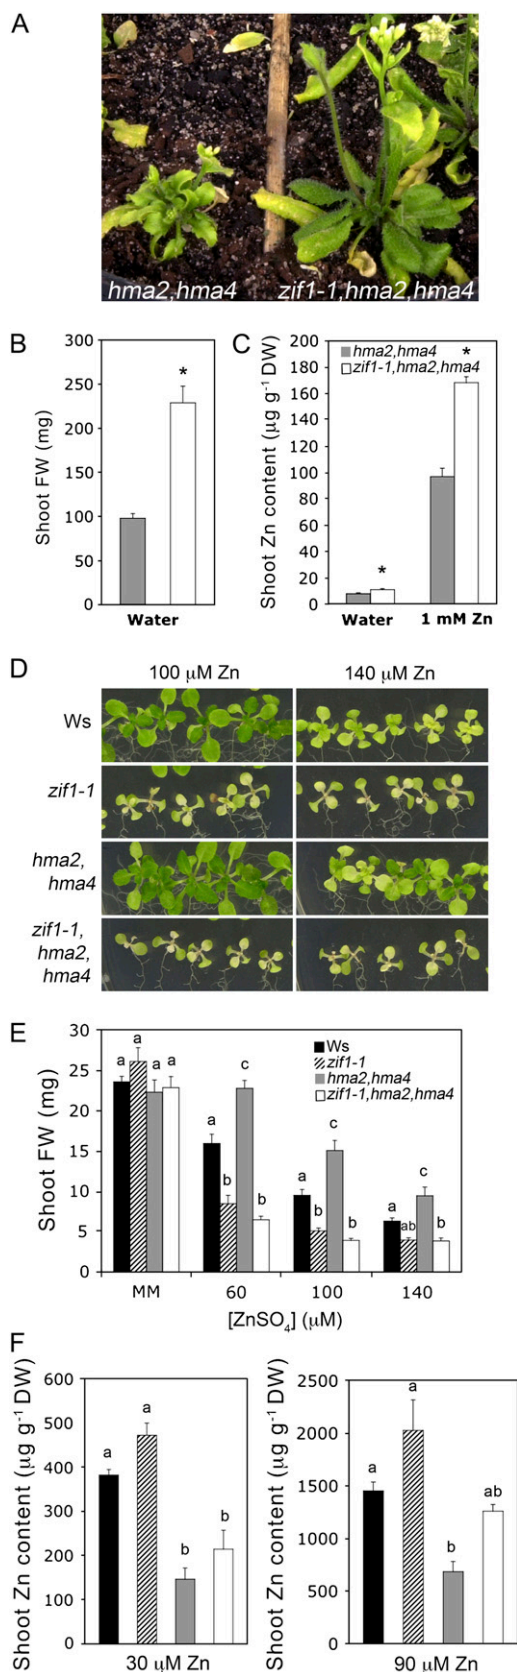 A
hma2,hma4 zif1-1,hma2,hma4
B
Shoot FW (mg)
300
250
200
150
100
50
0
*
Water
C
Shoot Zn content (µg g-1 DW)
200
180
160
140
120
100
80
60
40
20
0
hma2,hma4
zif1-1,hma2,hma4
*
*
Water 1 mM Zn
D
100 µM Zn 140 µM Zn
Ws
zif1-1
hma2,
hma4
zif1-1,
hma2,
hma4
E
Shoot FW (mg)
30
25
20
15
10
5
0
Ws
zif1-1
hma2,hma4
zif1-1,hma2,hma4
a a a a
a b c b
a b c b
a ab c b
MM 60 100 140
[ZnSO4] (µM)
F
Shoot Zn content (µg g-1 DW)
600
500
400
300
200
100
0
a a b b
30 µM Zn
Shoot Zn content (µg g-1 DW)
2500
2000
1500
1000
500
0
a a b ab
90 µM Zn